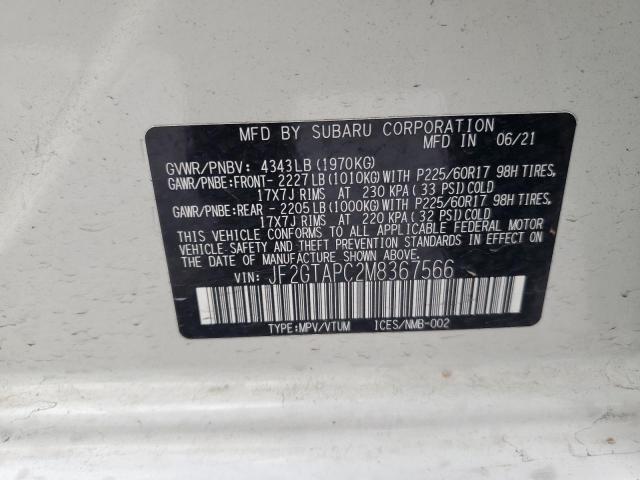 MFD BY SUBARU CORPORATION
MFD IN 06/21
GVWR/PNBV: 4343LB(1970KG)
GAWR/PNBE:FRONT-2227LB(1010KG)WITH P225/60R17 98H TIRES,
17X7J RIMS AT 230 KPA(33 PSI)COLD
GAWR/PNBE:REAR -2205LB(1000KG)WITH P225/60R17 98H TIRES,
17X7J RIMS AT 220 KPA(32 PSI)COLD
THIS VEHICLE CONFORMS TO ALL APPLICABLE FEDERAL MOTOR
VEHICLE SAFETY AND THEFT PREVENTION STANDARDS IN EFFECT ON
THE DATE OF MANUFACTURE SHOWN ABOVE.
VIN: JF2GTAPC2M8367566
TYPE:MPV/VTUM ICES/NMB-002